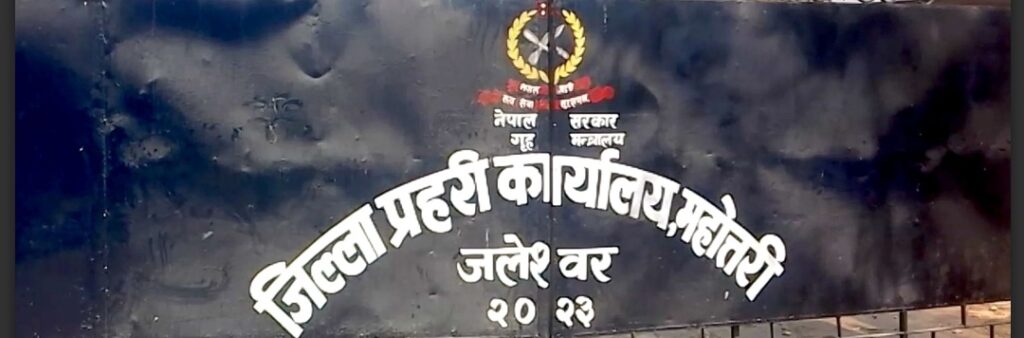 नेपाल सरकार
गृह मन्त्रालय
जिल्ला प्रहरी कार्यालय, महोत्तरी
जलेश्वर
२०२३